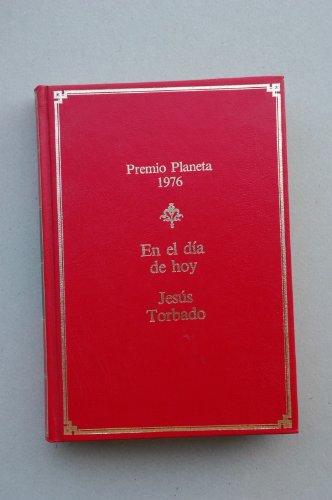 Premio Planeta
1976
En el día
de hoy
Jesús
Torbado